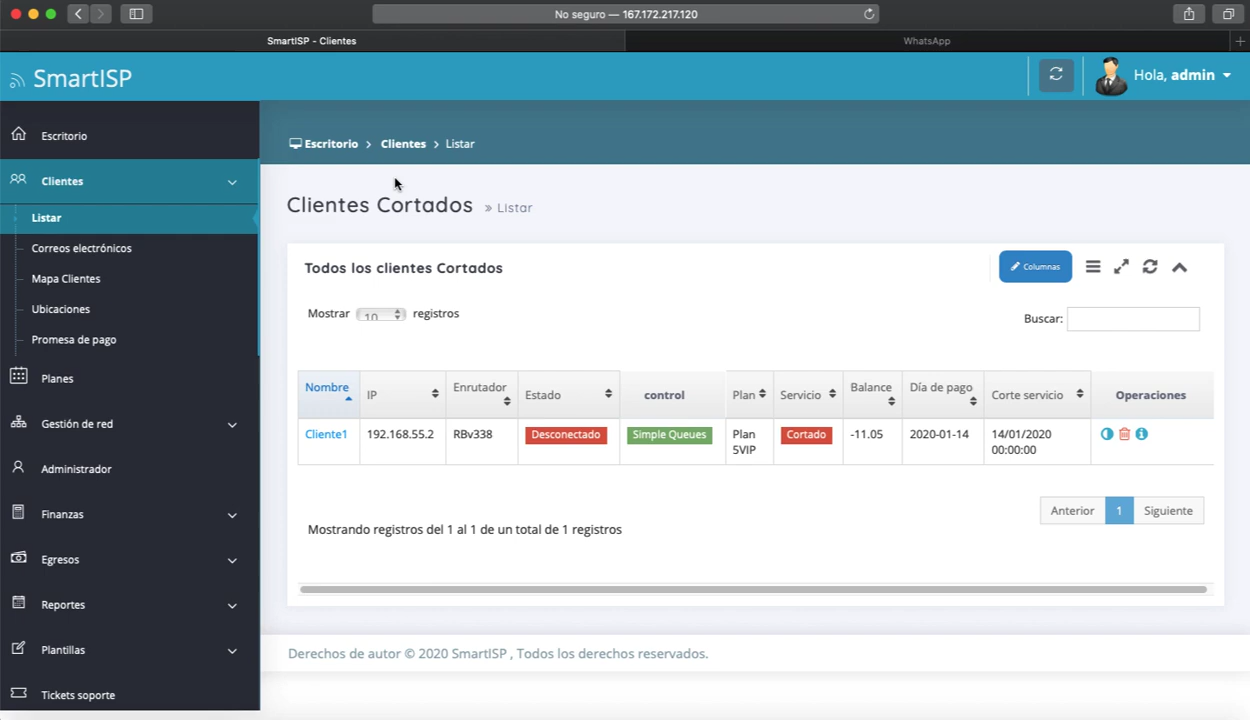 No seguro — 167.172.217.120
SmartISP - Clientes
WhatsApp
SmartISP
Hola, admin
Escritorio
Clientes
Listar
Correos electrónicos
Mapa Clientes
Ubicaciones
Promesa de pago
Planes
Gestión de red
Administrador
Finanzas
Egresos
Reportes
Plantillas
Tickets soporte
Escritorio > Clientes > Listar
Clientes Cortados » Listar
Todos los clientes Cortados
Columnas
Mostrar 10 registros
Buscar:
Nombre IP Enrutador Estado control Plan Servicio Balance Día de pago Corte servicio Operaciones
Cliente1 192.168.55.2 RBv338 Desconectado Simple Queues Plan Cortado -11.05 2020-01-14 14/01/2020
5VIP 00:00:00
Anterior 1 Siguiente
Mostrando registros del 1 al 1 de un total de 1 registros
Derechos de autor © 2020 SmartISP , Todos los derechos reservados.